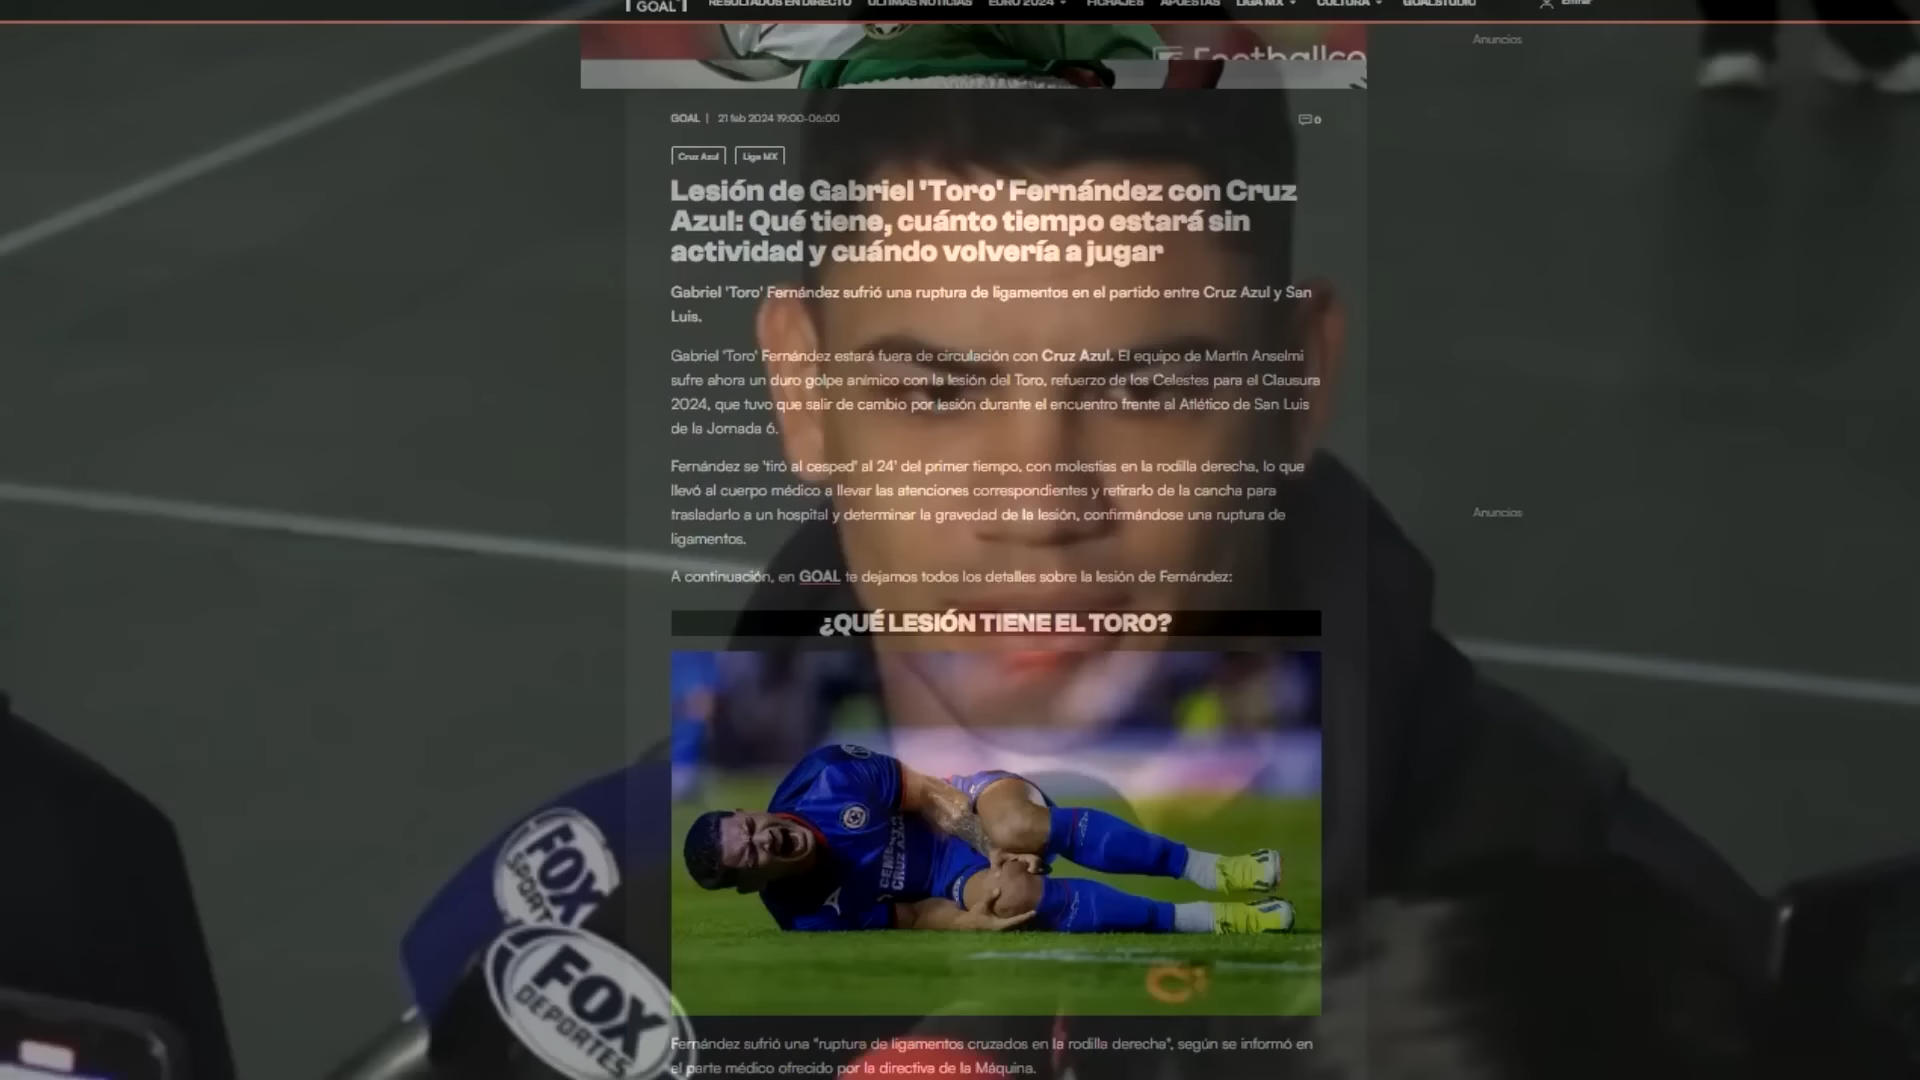 GOAL
RESULTADOS EN DIRECTO ÚLTIMAS NOTICIAS EURO 2024 FICHAJES APUESTAS LIGA MX CULTURA GOALSTUDIO Entrar
Anuncios
Footballco
GOAL | 21 feb 2024 19:00-06:00
0
Cruz Azul Liga MX
Lesión de Gabriel 'Toro' Fernández con Cruz
Azul: Qué tiene, cuánto tiempo estará sin
actividad y cuándo volvería a jugar
Gabriel 'Toro' Fernández sufrió una ruptura de ligamentos en el partido entre Cruz Azul y San
Luis.
Gabriel 'Toro' Fernández estará fuera de circulación con Cruz Azul. El equipo de Martín Anselmi
sufre ahora un duro golpe anímico con la lesión del Toro, refuerzo de los Celestes para el Clausura
2024, que tuvo que salir de cambio por lesión durante el encuentro frente al Atlético de San Luis
de la Jornada 6.
Fernández se 'tiró al cesped' al 24' del primer tiempo, con molestias en la rodilla derecha, lo que
llevó al cuerpo médico a llevar las atenciones correspondientes y retirarlo de la cancha para
trasladarlo a un hospital y determinar la gravedad de la lesión, confirmándose una ruptura de
ligamentos.
Anuncios
A continuación, en GOAL te dejamos todos los detalles sobre la lesión de Fernández:
¿QUÉ LESIÓN TIENE EL TORO?
CEMENTO
CRUZ AZUL
FOX
SPORTS
FOX
DEPORTES
Fernández sufrió una "ruptura de ligamentos cruzados en la rodilla derecha", según se informó en
el parte médico ofrecido por la directiva de la Máquina.